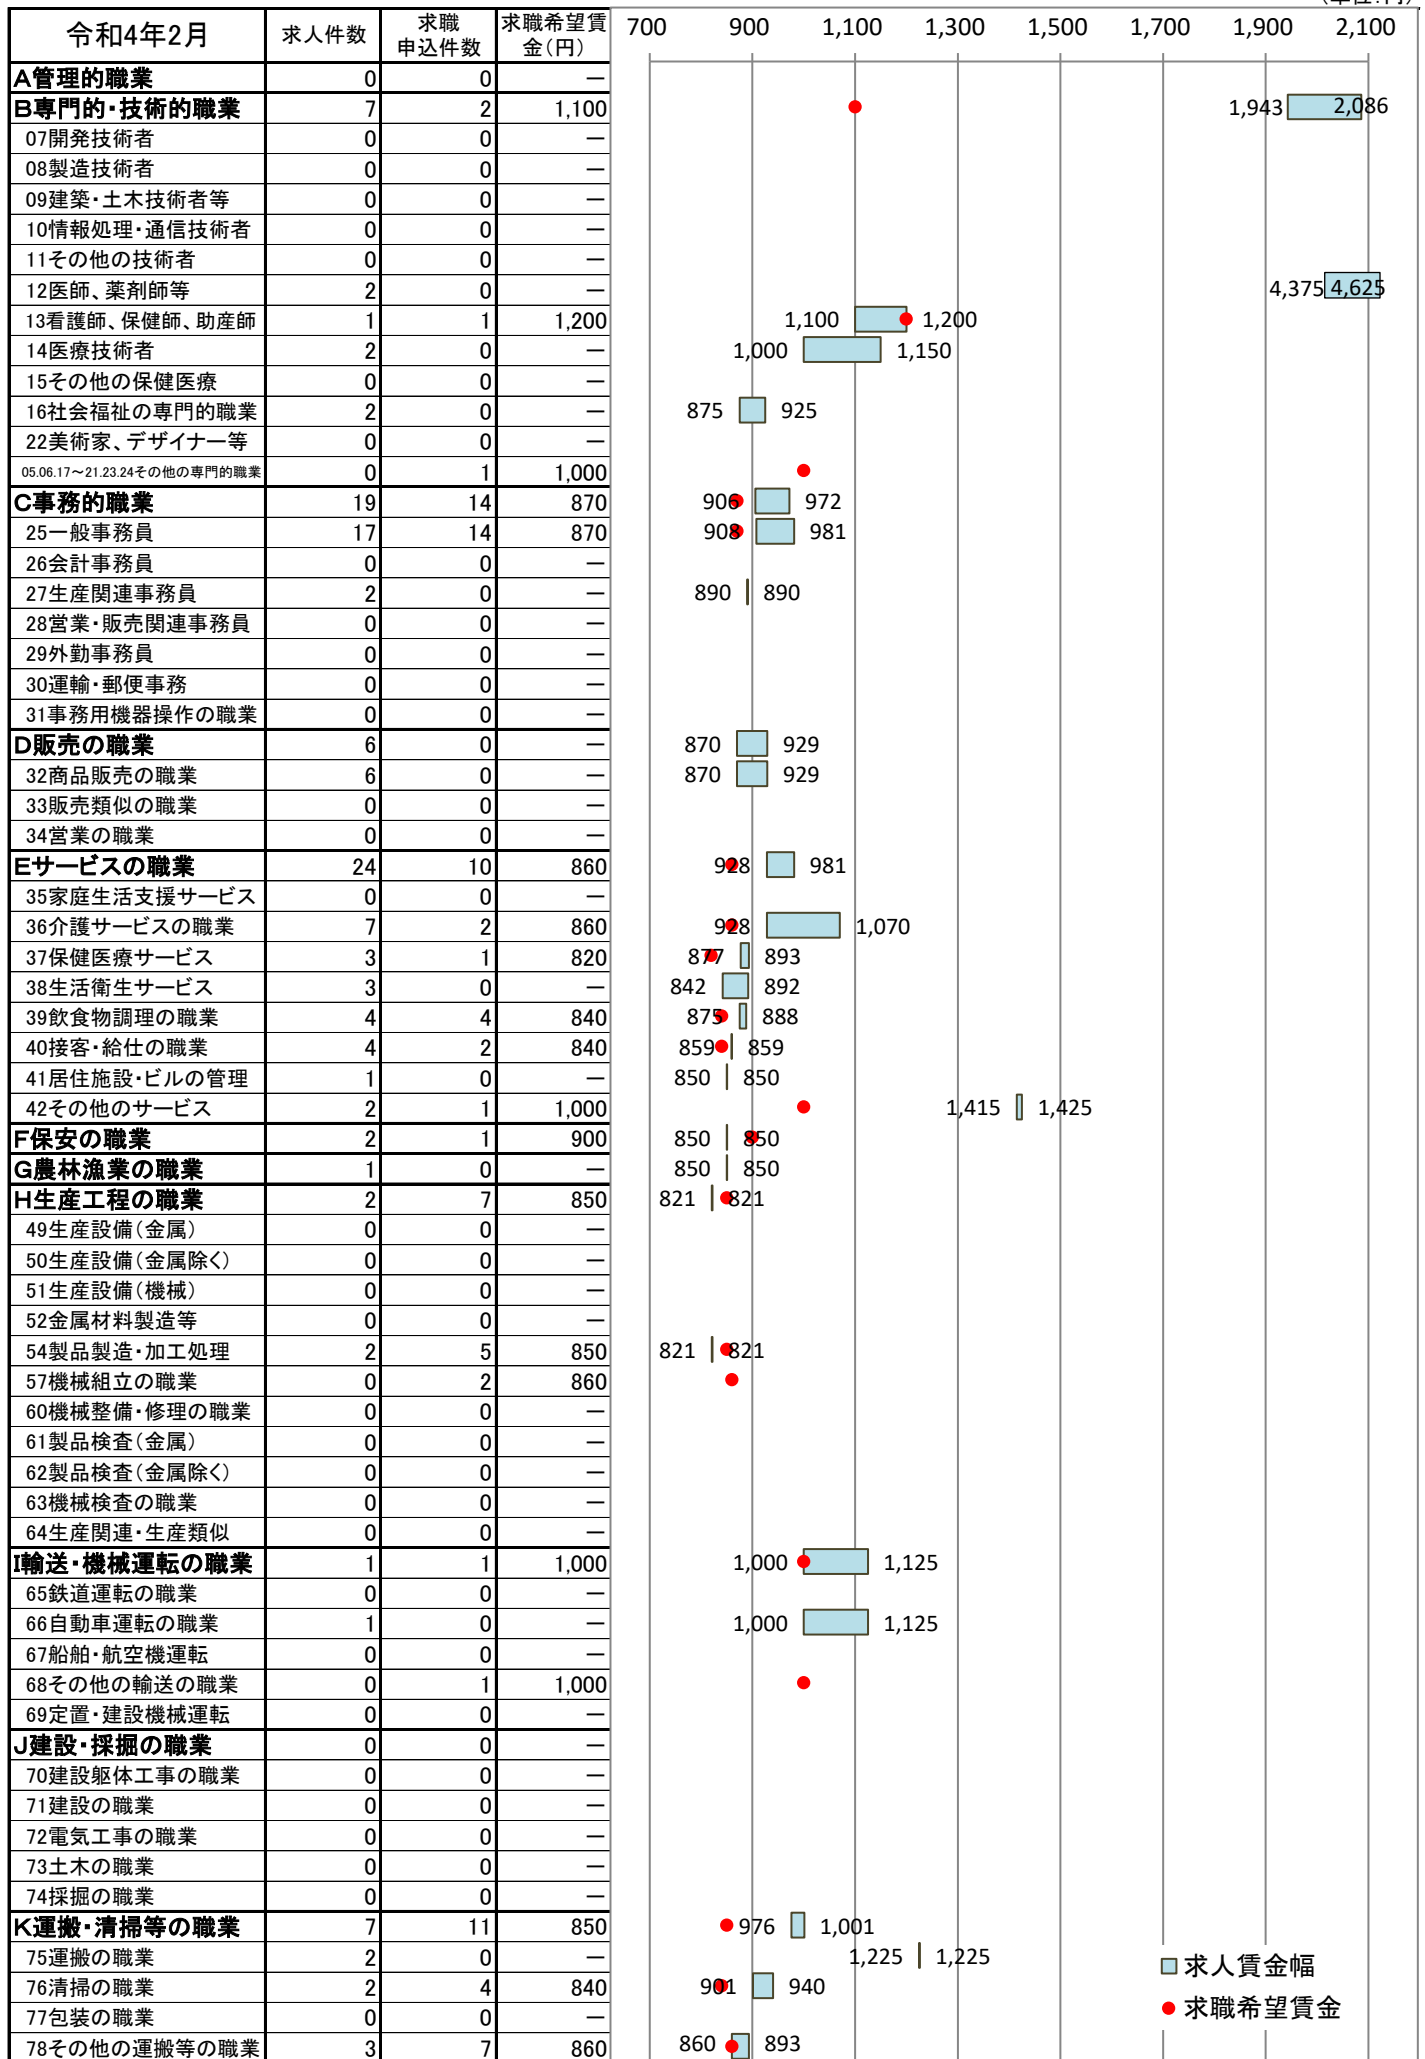 令和4年2月 求人件数 求職申込件数 求職希望賃金(円) 700 900 1,100 1,300 1,500 1,700 1,900 2,100
A管理的職業 0 0 ―
B専門的・技術的職業 7 2 1,100 1,943 2,086
07開発技術者 0 0 ―
08製造技術者 0 0 ―
09建築・土木技術者等 0 0 ―
10情報処理・通信技術者 0 0 ―
11その他の技術者 0 0 ―
12医師、薬剤師等 2 0 ― 4,375 4,625
13看護師、保健師、助産師 1 1 1,200 1,100 1,200
14医療技術者 2 0 ― 1,000 1,150
15その他の保健医療 0 0 ―
16社会福祉の専門的職業 2 0 ― 875 925
22美術家、デザイナー等 0 0 ―
05.06.17～21.23.24その他の専門的職業 0 1 1,000
C事務的職業 19 14 870 906 972
25一般事務員 17 14 870 908 981
26会計事務員 0 0 ―
27生産関連事務員 2 0 ― 890 890
28営業・販売関連事務員 0 0 ―
29外勤事務員 0 0 ―
30運輸・郵便事務 0 0 ―
31事務用機器操作の職業 0 0 ―
D販売の職業 6 0 ― 870 929
32商品販売の職業 6 0 ― 870 929
33販売類似の職業 0 0 ―
34営業の職業 0 0 ―
Eサービスの職業 24 10 860 928 981
35家庭生活支援サービス 0 0 ―
36介護サービスの職業 7 2 860 928 1,070
37保健医療サービス 3 1 820 877 893
38生活衛生サービス 3 0 ― 842 892
39飲食物調理の職業 4 4 840 875 888
40接客・給仕の職業 4 2 840 859 859
41居住施設・ビルの管理 1 0 ― 850 850
42その他のサービス 2 1 1,000 1,415 1,425
F保安の職業 2 1 900 850 850
G農林漁業の職業 1 0 ― 850 850
H生産工程の職業 2 7 850 821 821
49生産設備(金属) 0 0 ―
50生産設備(金属除く) 0 0 ―
51生産設備(機械) 0 0 ―
52金属材料製造等 0 0 ―
54製品製造・加工処理 2 5 850 821 821
57機械組立の職業 0 2 860
60機械整備・修理の職業 0 0 ―
61製品検査(金属) 0 0 ―
62製品検査(金属除く) 0 0 ―
63機械検査の職業 0 0 ―
64生産関連・生産類似 0 0 ―
I輸送・機械運転の職業 1 1 1,000 1,000 1,125
65鉄道運転の職業 0 0 ―
66自動車運転の職業 1 0 ― 1,000 1,125
67船舶・航空機運転 0 0 ―
68その他の輸送の職業 0 1 1,000
69定置・建設機械運転 0 0 ―
J建設・採掘の職業 0 0 ―
70建設躯体工事の職業 0 0 ―
71建設の職業 0 0 ―
72電気工事の職業 0 0 ―
73土木の職業 0 0 ―
74採掘の職業 0 0 ―
K運搬・清掃等の職業 7 11 850 976 1,001
75運搬の職業 2 0 ― 1,225 1,225
76清掃の職業 2 4 840 901 940
77包装の職業 0 0 ―
78その他の運搬等の職業 3 7 860 860 893
求人賃金幅
求職希望賃金